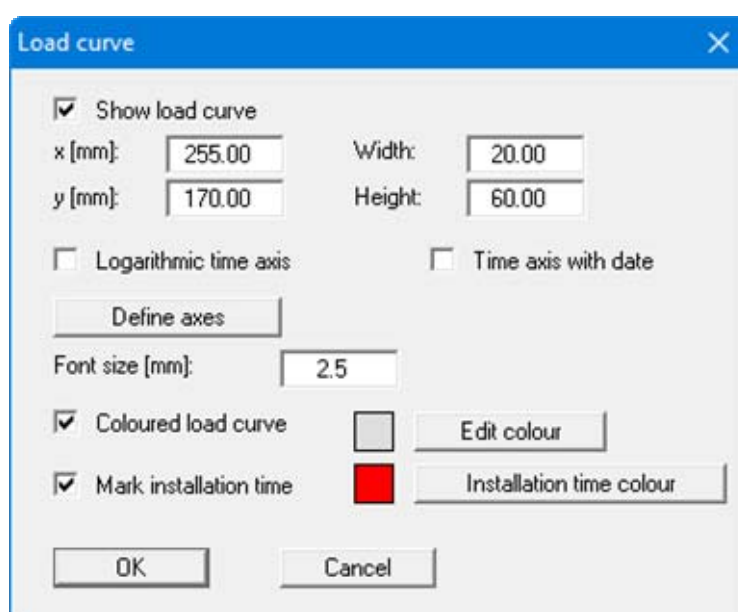 Load curve
Show load curve
x [mm]: 255.00 Width: 20.00
y [mm]: 170.00 Height: 60.00
Logarithmic time axis Time axis with date
Define axes
Font size [mm]: 2.5
Coloured load curve Edit colour
Mark installation time Installation time colour
OK Cancel